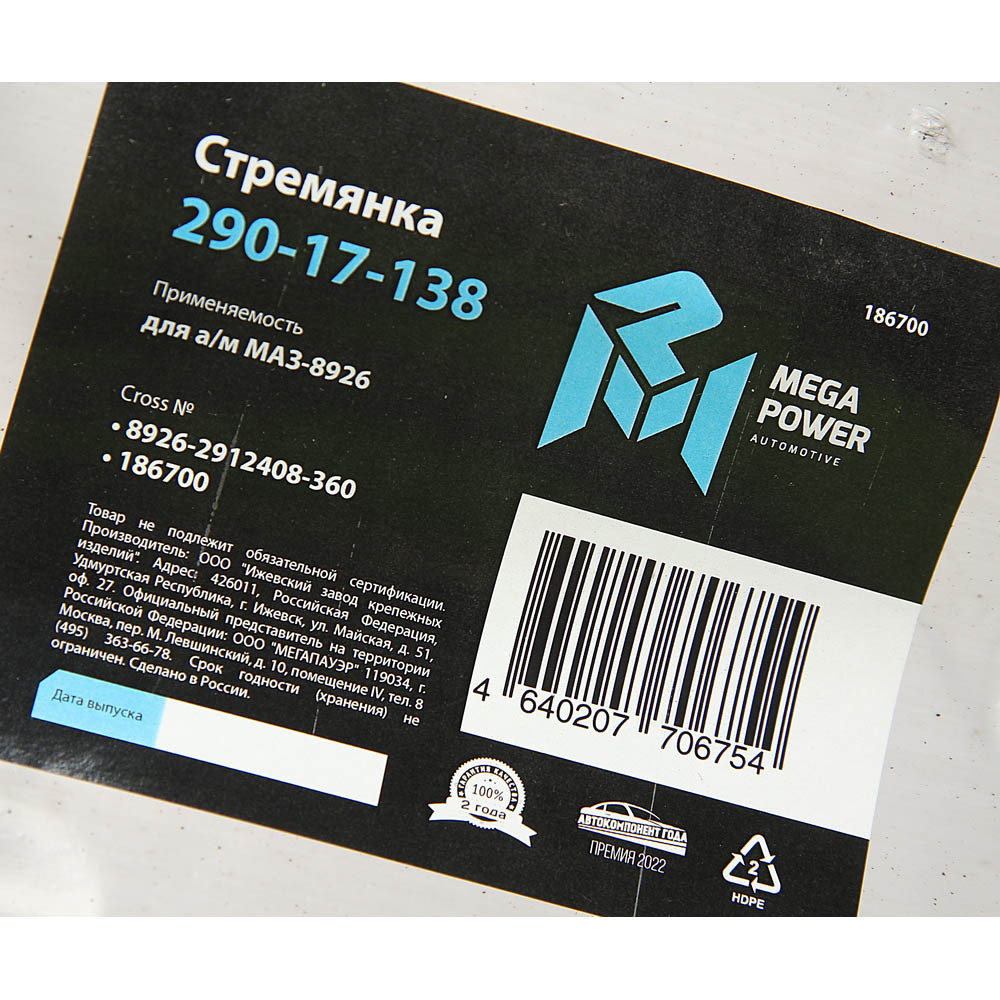 Стремянка
290-17-138
Применяемость
для а/м МАЗ-8926
Cross №
• 8926-2912408-360
• 186700
Товар не подлежит обязательной сертификации.
Производитель: ООО "Ижевский завод крепежных
изделий". Адрес: 426011, Российская Федерация,
Удмуртская Республика, г. Ижевск, ул. Майская, д. 51,
оф. 27. Официальный представитель на территории
Российской Федерации: ООО "МЕГАПАУЭР" 119034, г.
Москва, пер. М. Левшинский, д. 10, помещение IV, тел. 8
(495) 363-66-78. Срок годности (хранения) не
ограничен. Сделано в России.
Дата выпуска
186700
MEGA
POWER
AUTOMOTIVE
4 640207 706754
ГАРАНТИЯ КАЧЕСТВА
100%
2 года
АВТОКОМПОНЕНТ ГОДА
ПРЕМИЯ 2022
2
HDPE